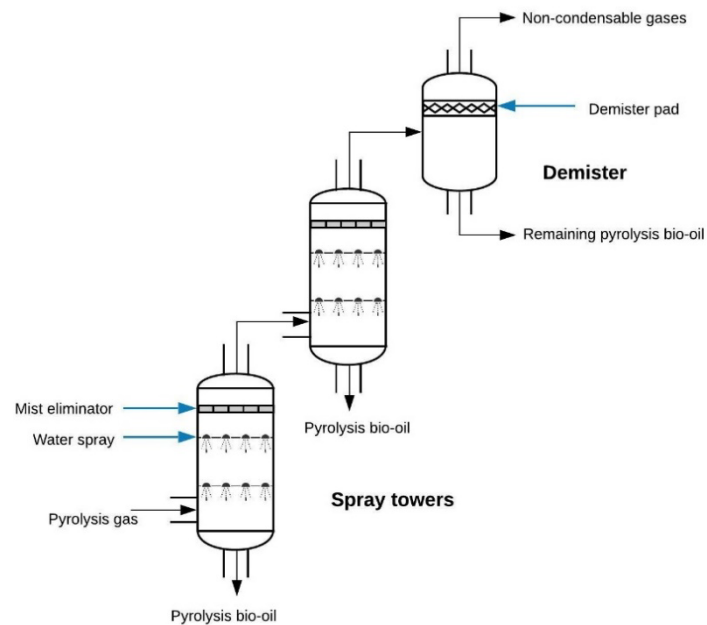 Non-condensable gases
Demister pad
Demister
Remaining pyrolysis bio-oil
Mist eliminator
Pyrolysis bio-oil
Water spray
Spray towers
Pyrolysis gas
Pyrolysis bio-oil